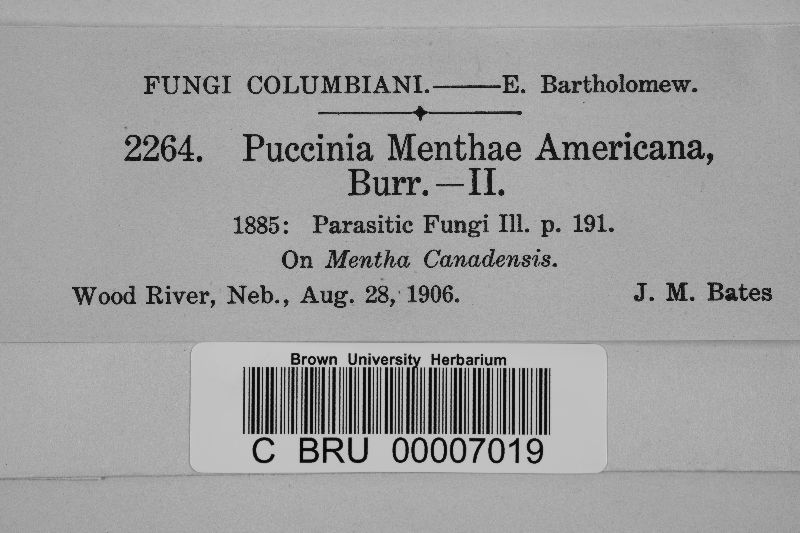 FUNGI COLUMBIANI.——E. Bartholomew.
2264. Puccinia Menthae Americana,
Burr.—II.
1885: Parasitic Fungi Ill. p. 191.
On Mentha Canadensis.
Wood River, Neb., Aug. 28, 1906. J. M. Bates
Brown University Herbarium
C BRU 00007019